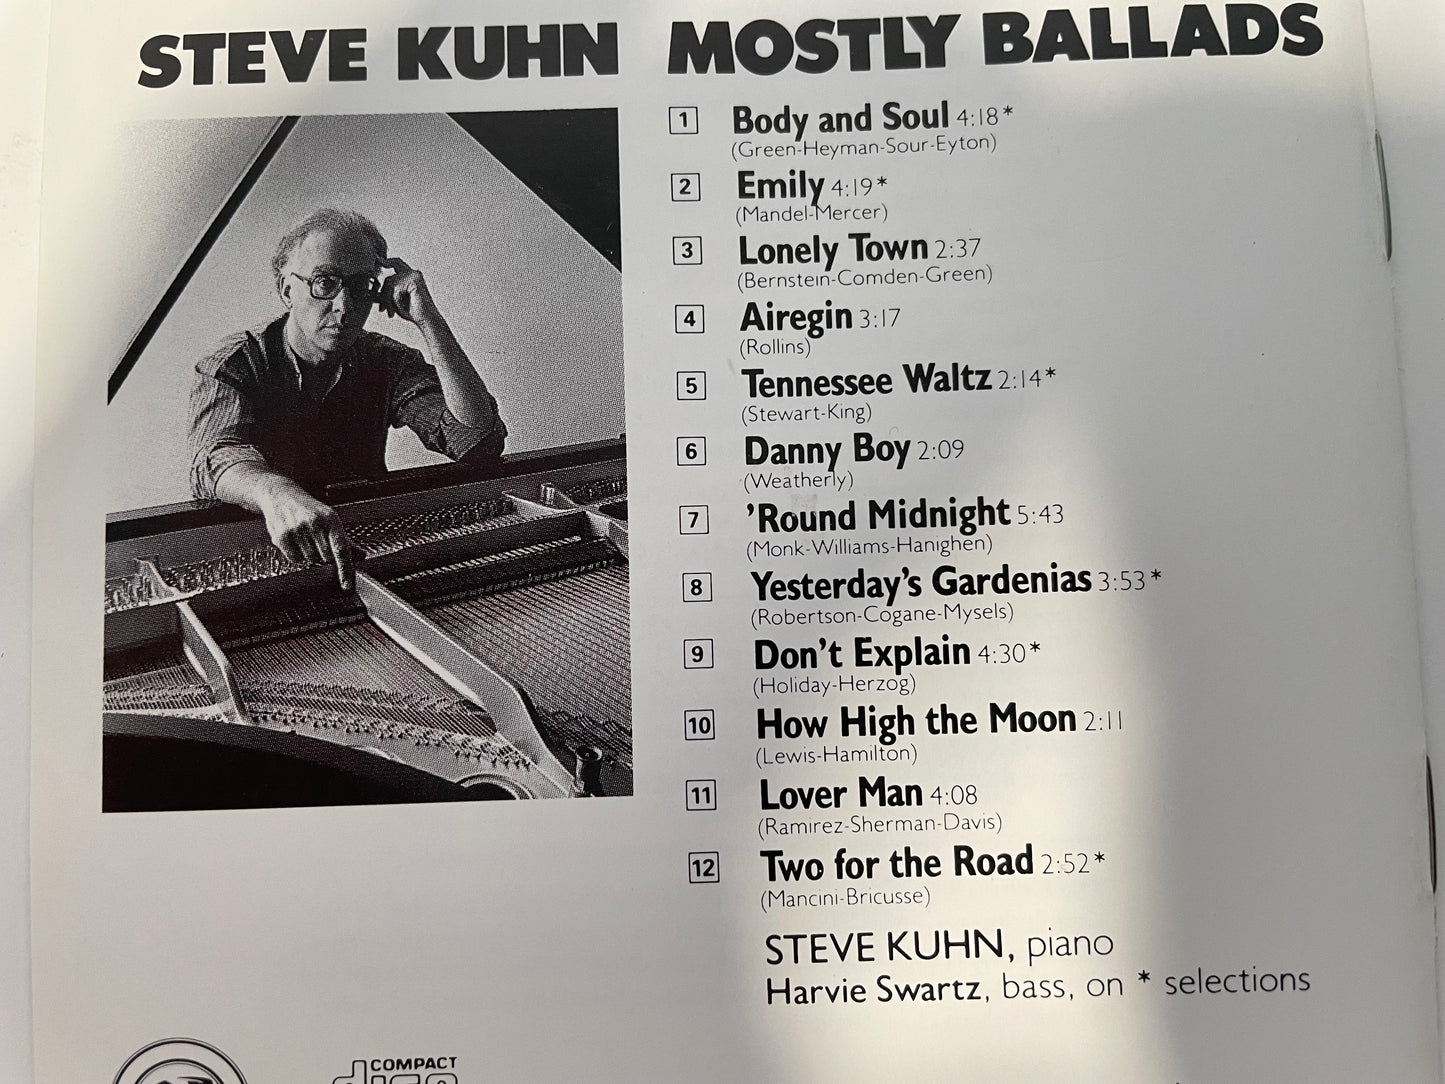 STEVE KUHN MOSTLY BALLADS
1 Body and Soul 4:18*
(Green-Heyman-Sour-Eyton)
2 Emily 4:19*
(Mandel-Mercer)
3 Lonely Town 2:37
(Bernstein-Comden-Green)
4 Airegin 3:17
(Rollins)
5 Tennessee Waltz 2:14*
(Stewart-King)
6 Danny Boy 2:09
(Weatherly)
7 ’Round Midnight 5:43
(Monk-Williams-Hanighen)
8 Yesterday’s Gardenias 3:53*
(Robertson-Cogane-Mysels)
9 Don’t Explain 4:30*
(Holiday-Herzog)
10 How High the Moon 2:11
(Lewis-Hamilton)
11 Lover Man 4:08
(Ramirez-Sherman-Davis)
12 Two for the Road 2:52*
(Mancini-Bricusse)
STEVE KUHN, piano
Harvie Swartz, bass, on * selections
COMPACT
disc